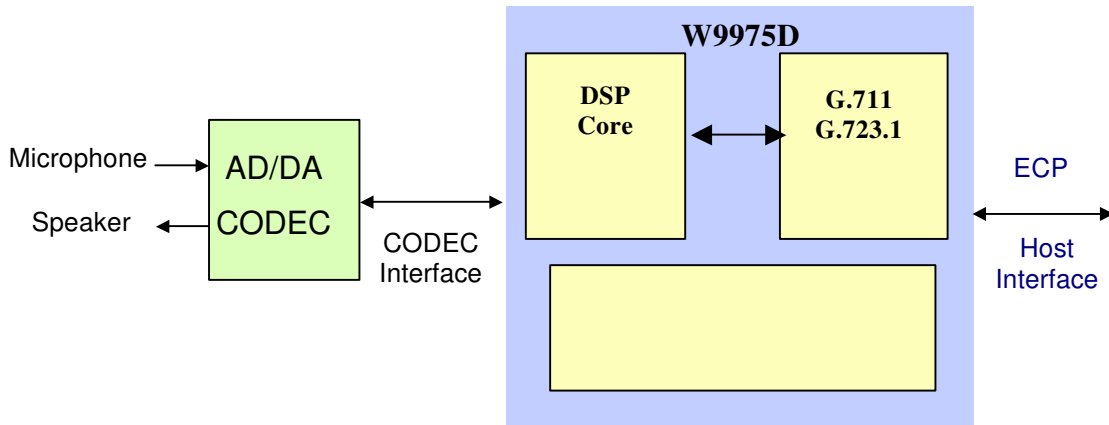 W9975D
DSP
Core
G.711
G.723.1
Microphone
AD/DA
ECP
Speaker
CODEC
CODEC
Interface
Host
Interface